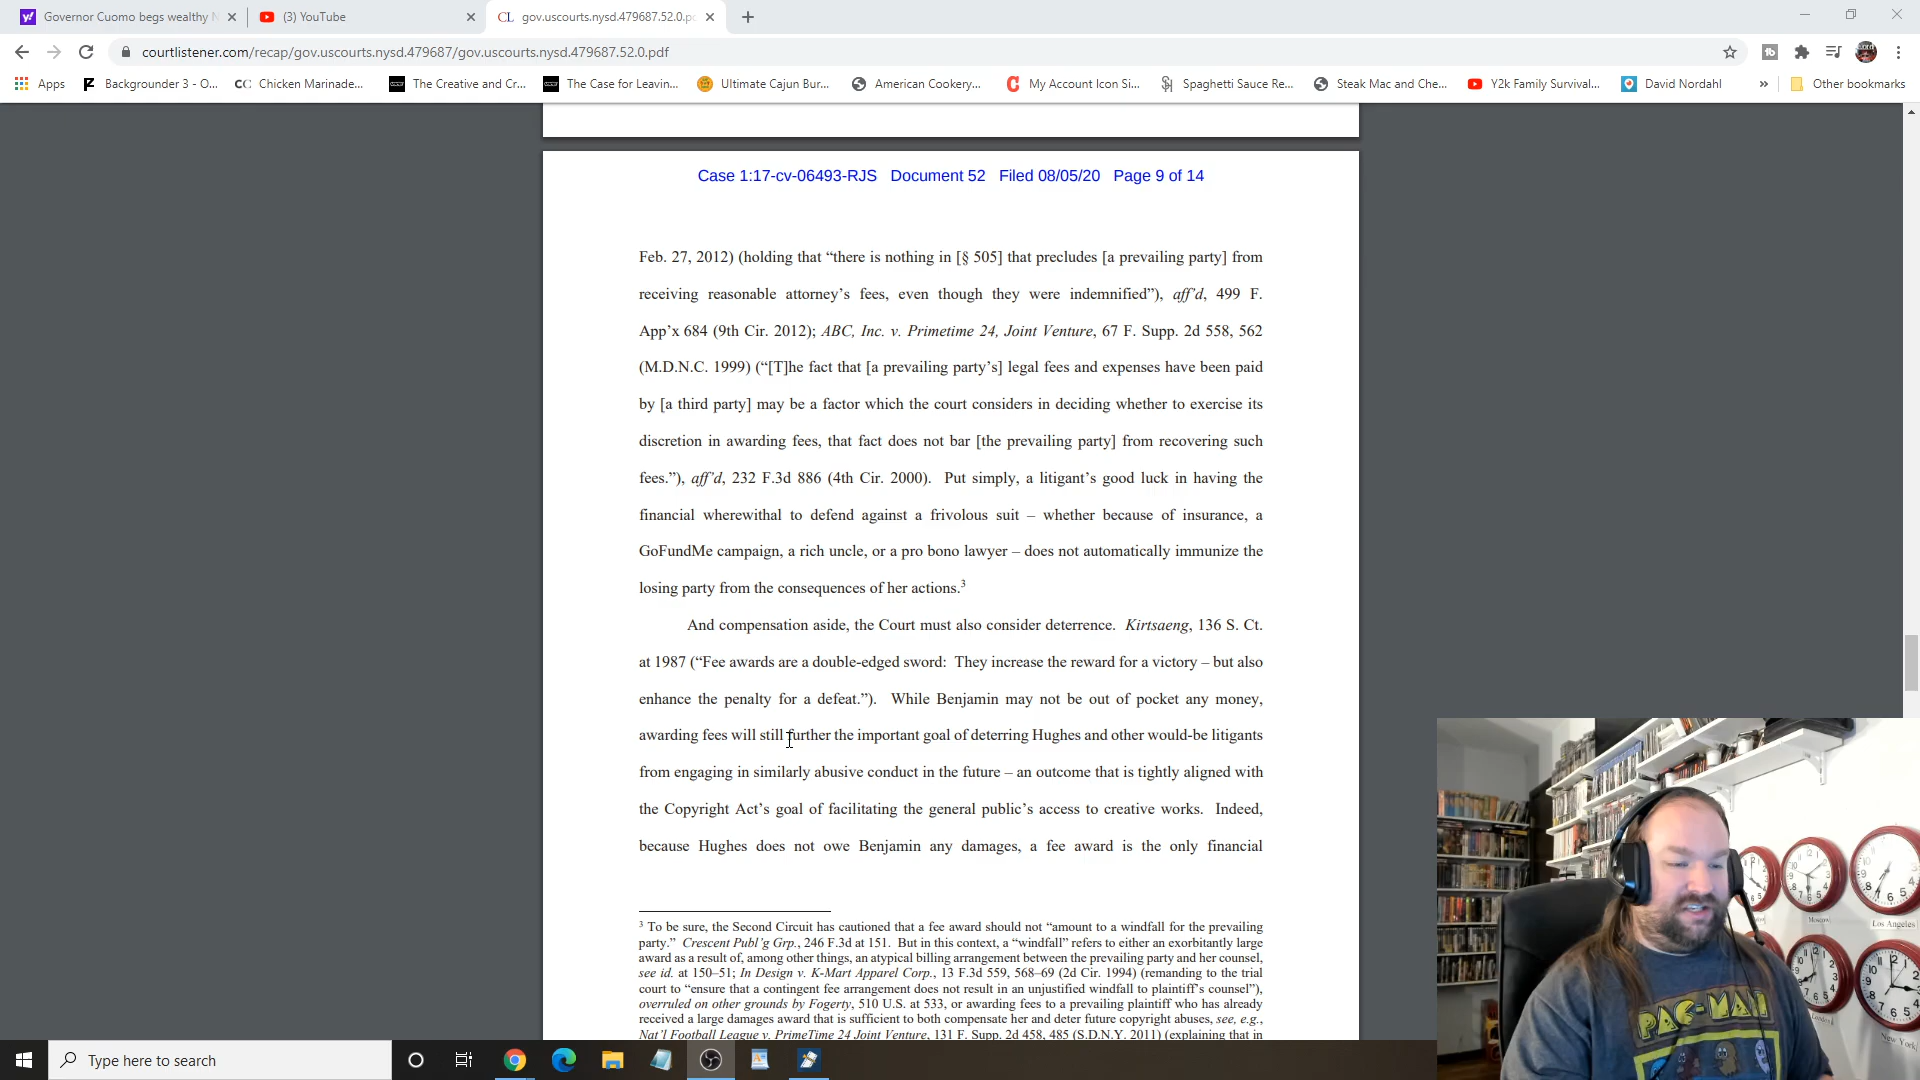 Governor Cuomo begs wealthy N
(3) YouTube
CL gov.uscourts.nysd.479687.52.0.pd
courtlistener.com/recap/gov.uscourts.nysd.479687/gov.uscourts.nysd.479687.52.0.pdf
Apps Backgrounder 3 - O... CC Chicken Marinade... The Creative and Cr... The Case for Leavin... Ultimate Cajun Bur... American Cookery... My Account Icon Si... Spaghetti Sauce Re... Steak Mac and Che... Y2k Family Survival... David Nordahl » Other bookmarks
Case 1:17-cv-06493-RJS Document 52 Filed 08/05/20 Page 9 of 14
Feb. 27, 2012) (holding that “there is nothing in [§ 505] that precludes [a prevailing party] from
receiving reasonable attorney’s fees, even though they were indemnified”), aff’d, 499 F.
App’x 684 (9th Cir. 2012); ABC, Inc. v. Primetime 24, Joint Venture, 67 F. Supp. 2d 558, 562
(M.D.N.C. 1999) (“[T]he fact that [a prevailing party’s] legal fees and expenses have been paid
by [a third party] may be a factor which the court considers in deciding whether to exercise its
discretion in awarding fees, that fact does not bar [the prevailing party] from recovering such
fees.”), aff’d, 232 F.3d 886 (4th Cir. 2000). Put simply, a litigant’s good luck in having the
financial wherewithal to defend against a frivolous suit – whether because of insurance, a
GoFundMe campaign, a rich uncle, or a pro bono lawyer – does not automatically immunize the
losing party from the consequences of her actions.3
And compensation aside, the Court must also consider deterrence. Kirtsaeng, 136 S. Ct.
at 1987 (“Fee awards are a double-edged sword: They increase the reward for a victory – but also
enhance the penalty for a defeat.”). While Benjamin may not be out of pocket any money,
awarding fees will still further the important goal of deterring Hughes and other would-be litigants
from engaging in similarly abusive conduct in the future – an outcome that is tightly aligned with
the Copyright Act’s goal of facilitating the general public’s access to creative works. Indeed,
because Hughes does not owe Benjamin any damages, a fee award is the only financial
3 To be sure, the Second Circuit has cautioned that a fee award should not “amount to a windfall for the prevailing
party.” Crescent Publ’g Grp., 246 F.3d at 151. But in this context, a “windfall” refers to either an exorbitantly large
award as a result of, among other things, an atypical billing arrangement between the prevailing party and her counsel,
see id. at 150–51; In Design v. K-Mart Apparel Corp., 13 F.3d 559, 568–69 (2d Cir. 1994) (remanding to the trial
court to “ensure that a contingent fee arrangement does not result in an unjustified windfall to plaintiff’s counsel”),
overruled on other grounds by Fogerty, 510 U.S. at 533, or awarding fees to a prevailing plaintiff who has already
received a large damages award that is sufficient to both compensate her and deter future copyright abuses, see, e.g.,
Nat’l Football League v. PrimeTime 24 Joint Venture, 131 F. Supp. 2d 458, 485 (S.D.N.Y. 2011) (explaining that in
Moscow
Los Angeles
London
New York
PAC-MAN
Type here to search